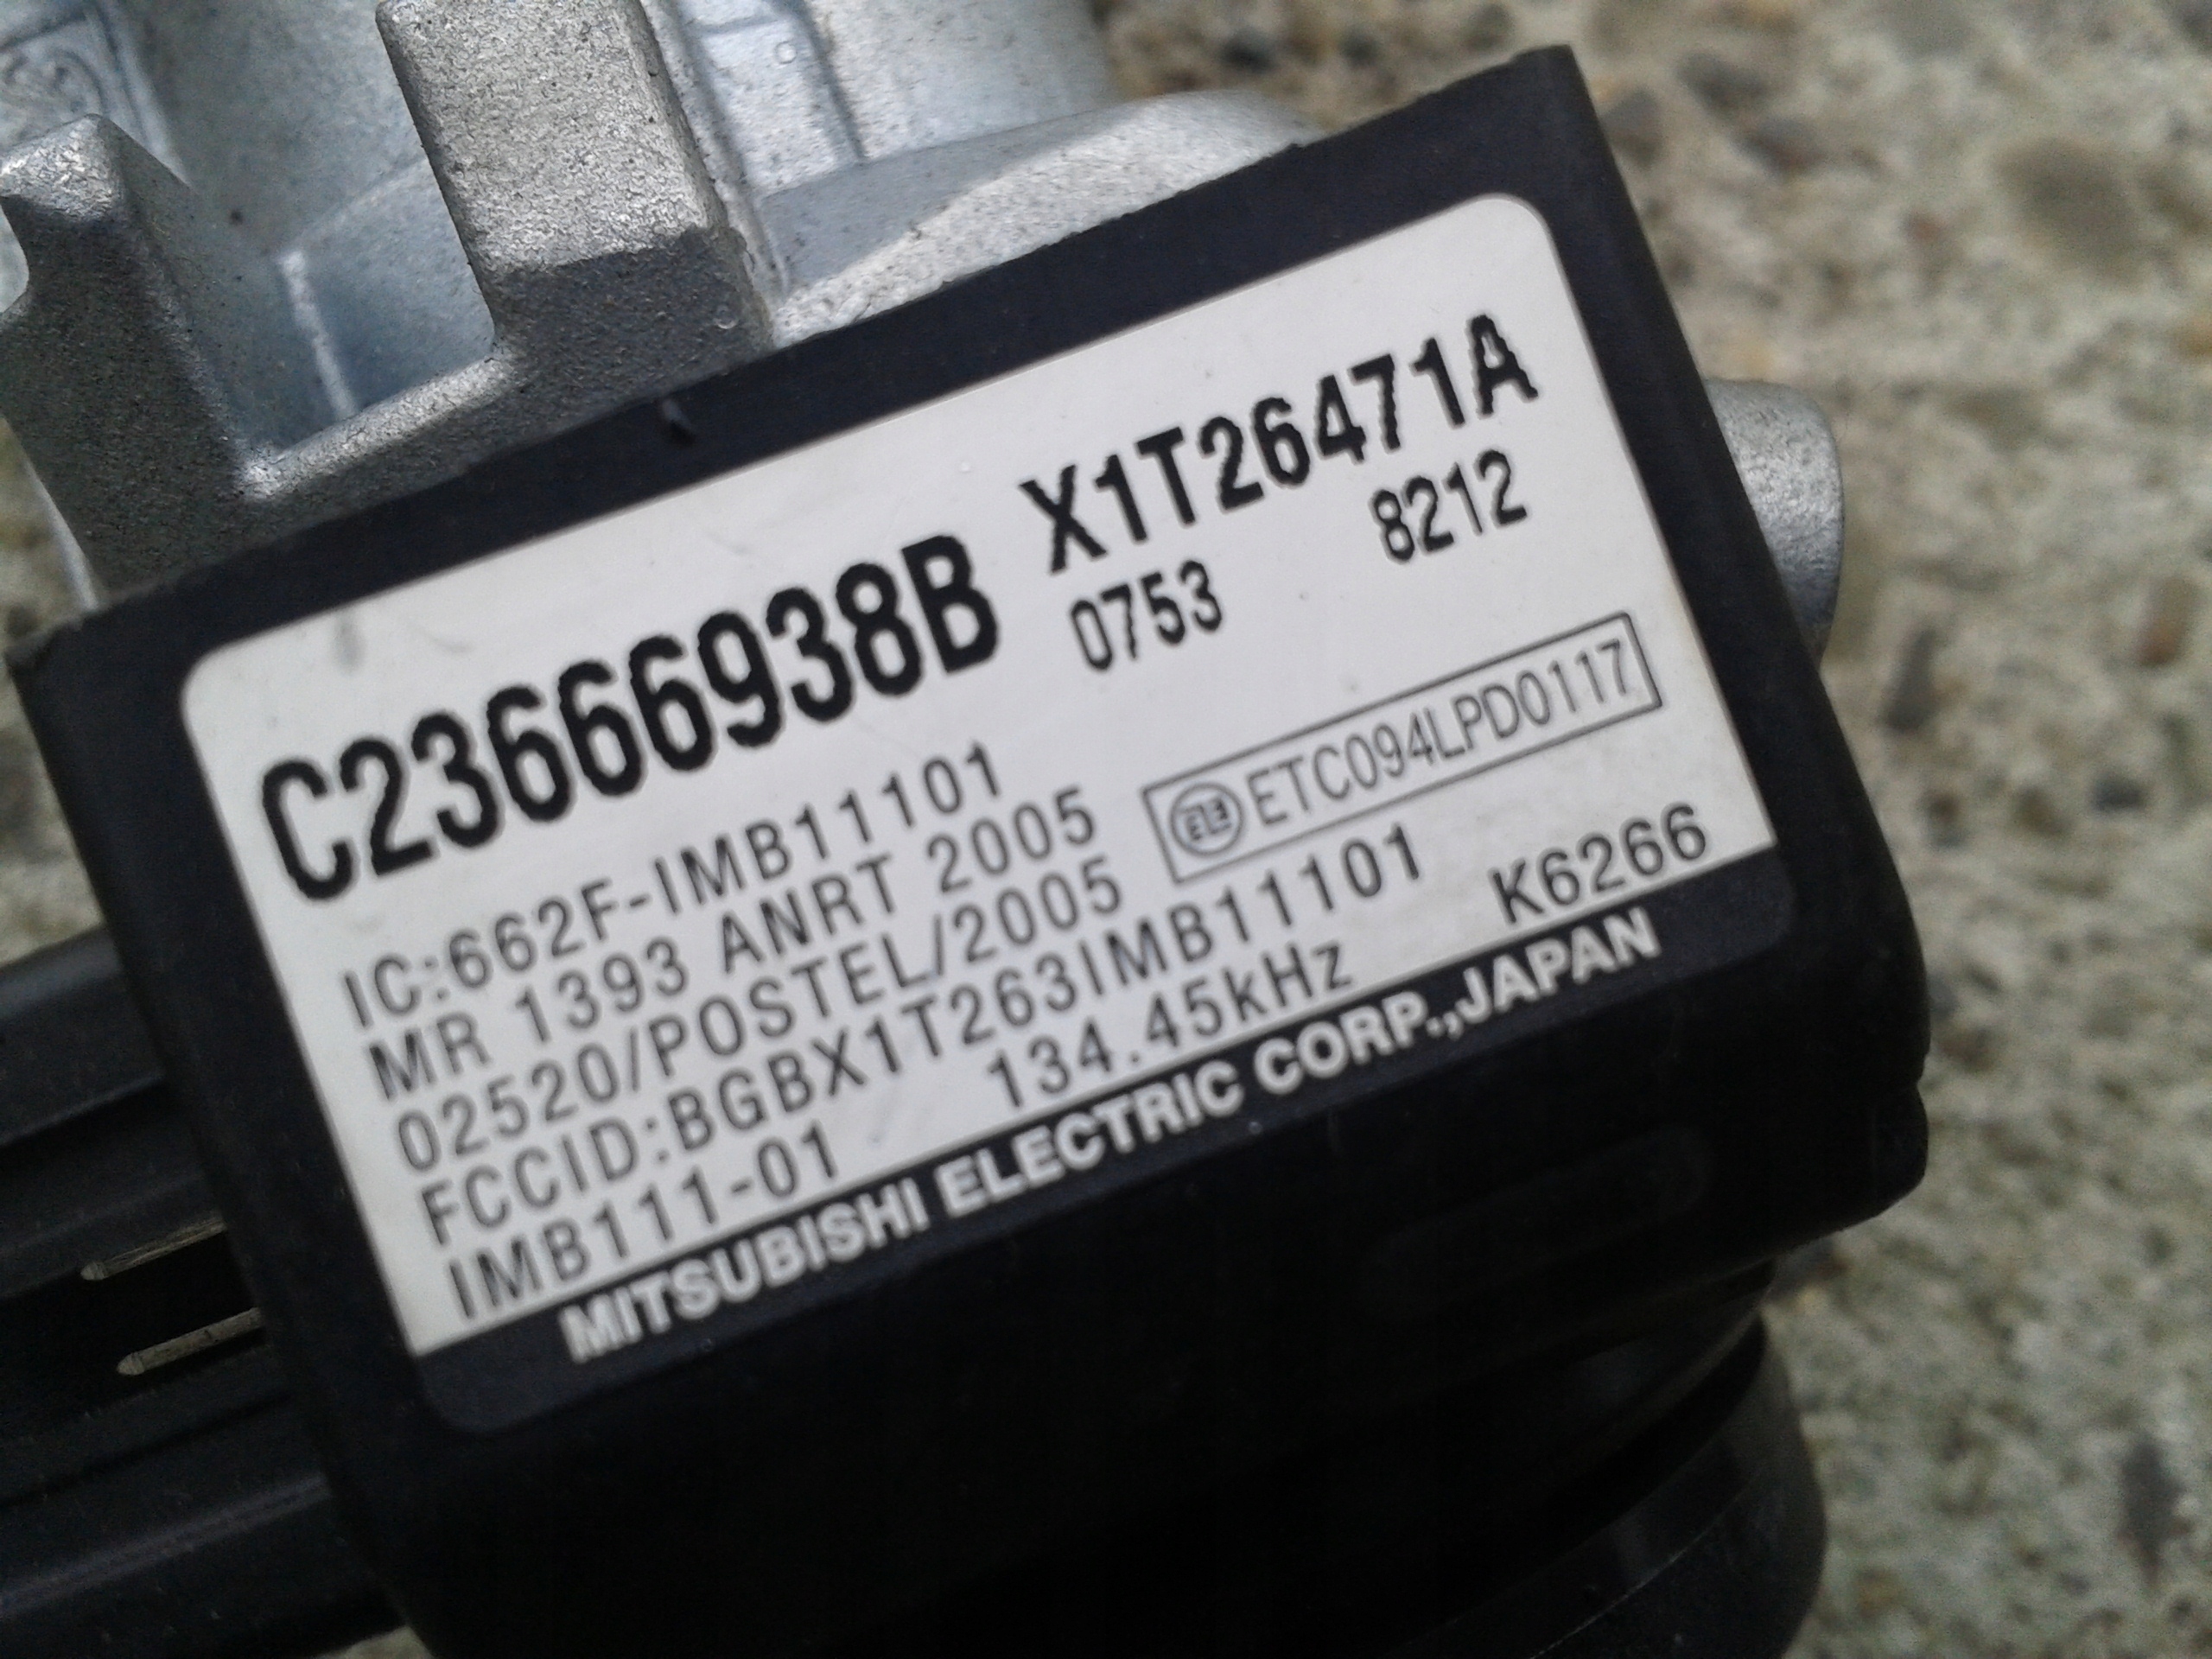 C23666938B X1T26471A
0753 8212
IC:662F-IMB11101
MR 1393 ANRT 2005
02520/POSTEL/2005 ETC094LPD0117
FCCID:BGBX1T263IMB11101
IMB111-01 134.45kHz K6266
MITSUBISHI ELECTRIC CORP.,JAPAN